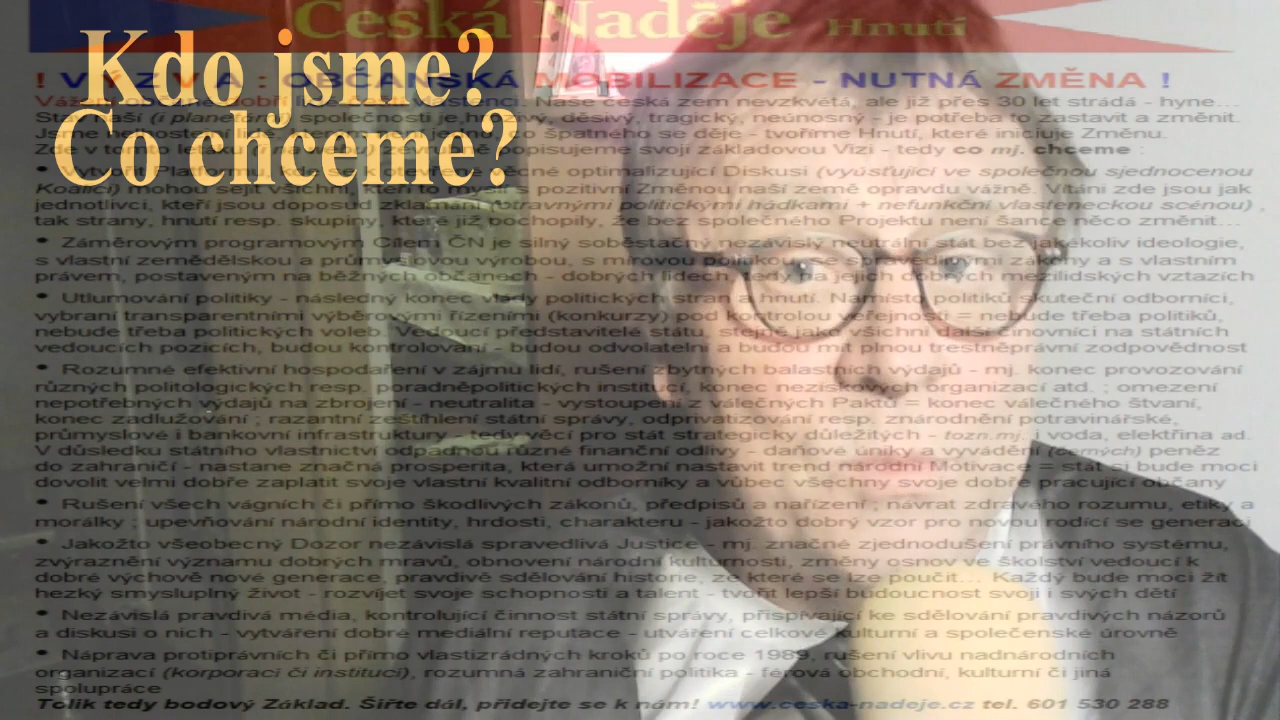 Česká Naděje Hnutí
Kdo jsme?
Co chceme?
! VÝZVA : OBČANSKÁ MOBILIZACE - NUTNÁ ZMĚNA !
dobří Naše česká zem nevzkvétá, ale již přes 30 let strádá - hyne...
(i společnosti je děsivý, tragický, neúnosný - je potřeba to zastavit a změnit.
Jsme špatného se děje - tvoříme Hnutí, které iniciuje Změnu.
Zde v tomto popisujeme svoji základovou Vizi - tedy co mj. chceme :
optimalizující Diskusi (vyúsťující ve společnou sjednocenou
Koalici) mohou sejít všichni, kteří to pozitivní Změnou naší země opravdu vážně. Vítáni zde jsou jak
jednotlivci, kteří jsou doposud zklamáni politickými hádkami + nefunkční vlasteneckou scénou) ,
tak strany, hnutí resp. skupiny, které již pochopily, že bez společného Projektu není šance něco změnit...
• Záměrovým programovým Cílem ČN je silný soběstačný nezávislý neutrální stát bez jakékoliv ideologie,
s vlastní zemědělskou a výrobou, s a s vlastním
právem, postaveným na běžných občanech - dobrých lidech mezilidských vztazích
• Utlumování politiky - následný konec vlády politických stran hnutí. Namísto politiků skuteční odborníci,
vybraní transparentním výběrovými řízeními (konkurzy) pod kontrolou veřejnosti = nebude třeba politiků,
nebude třeba politických voleb. Vedoucí představitelé státu, stejně jako všichni na státních
vedoucích pozicích, budou kontrolovaní, odvolatelní a budou mít plnou trestněprávní zodpovědnost
• Rozumné efektivní hospodaření v zájmu lidí, rušení zbytných balastních výdajů - mj. konec provozování
různých politologických resp. poradněpolitických institucí, konec neziskových organizací atd. ; omezení
nepotřebných výdajů na zbrojení - neutralita - vystoupení z válečných Paktů = konec válečného štvaní,
konec zadlužování ; razantní zeštíhlení státní správy, odprivatizování resp. znárodnění potravinářské,
průmyslové i bankovní infrastruktury - tedy věcí pro stát strategicky důležitých - tozn.mj. i voda, elektřina ad.
V důsledku státního vlastnictví odpadnou různé finanční odlivy - daňové úniky a vyvádění (černých) peněz
do zahraničí - nastane značná prosperita, která umožní nastavit trend Motivace = stát si bude moci
dovolit velmi dobře zaplatit svoje vlastní kvalitní odborníky a vůbec všechny svoje dobře pracující občany
• Rušení všech vágních či přímo škodlivých zákonů, předpisů a nařízení ; návrat zdravého rozumu, etiky a
morálky ; upevňování národní identity, hrdosti, charakteru - jakožto dobrý vzor pro novou rodící se generaci
• Jakožto všeobecný Dozor nezávislá spravedlivá Justice - mj. značné zjednodušení právního systému,
zvýraznění významu dobrých mravů, obnovení národní kulturnosti, změny osnov ve školství vedoucí k
dobré výchově nové generace, pravdivé sdělování historie, ze které se lze poučit... Každý bude moci žít
hezký smysluplný život - rozvíjet svoje schopnosti a talent - tvořit lepší budoucnost svoji i svých dětí
• Nezávislá pravdivá média, kontrolující činnost státní správy, přispívající ke sdělování pravdivých názorů
a diskusi o nich - vytváření dobré mediální reputace - utváření celkové kulturní a společenské úrovně
• Náprava protiprávních či přímo vlastizrádných kroků po roce 1989, rušení vlivu nadnárodních
organizací (korporací či institucí), rozumná zahraniční politika - férová obchodní, kulturní či jiná
spolupráce
Tolik tedy bodový Základ. Šiřte dál, přidejte se k nám! www.ceska-nadeje.cz tel. 601 530 288